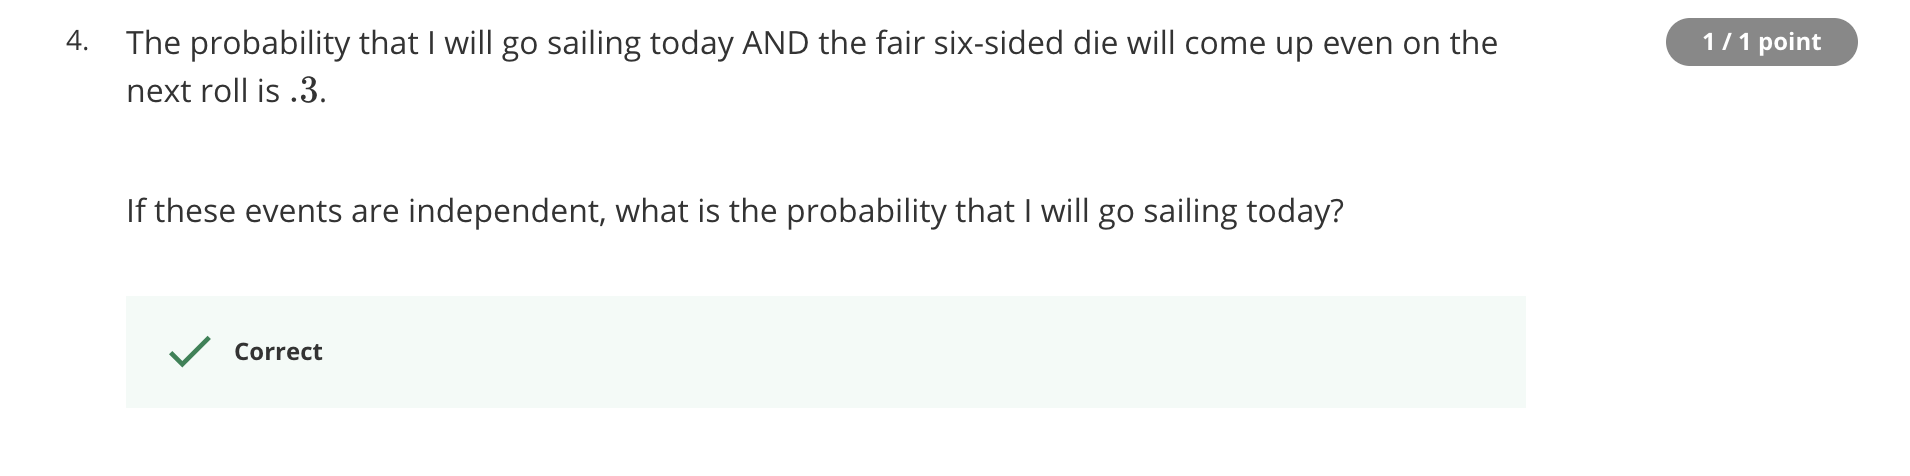 4. The probability that I will go sailing today AND the fair six-sided die will come up even on the
1 / 1 point
next roll is .3.
If these events are independent, what is the probability that I will go sailing today?
Correct